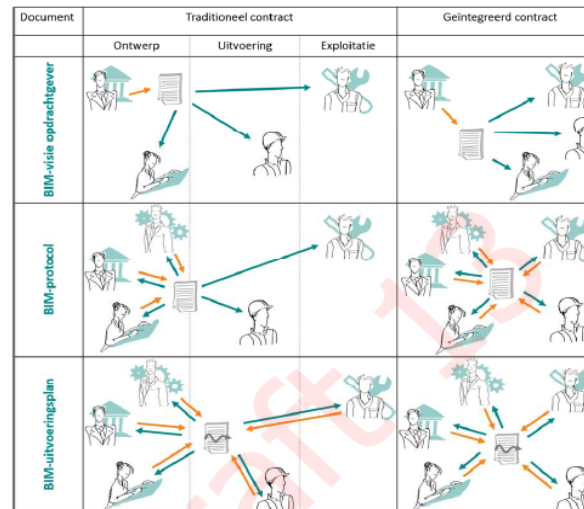 Document
Traditioneel contract
Geïntegreerd contract
Ontwerp
Uitvoering
Exploitatie
BIM-visie opdrachtgever
BIM-protocol
BIM-uitvoeringsplan